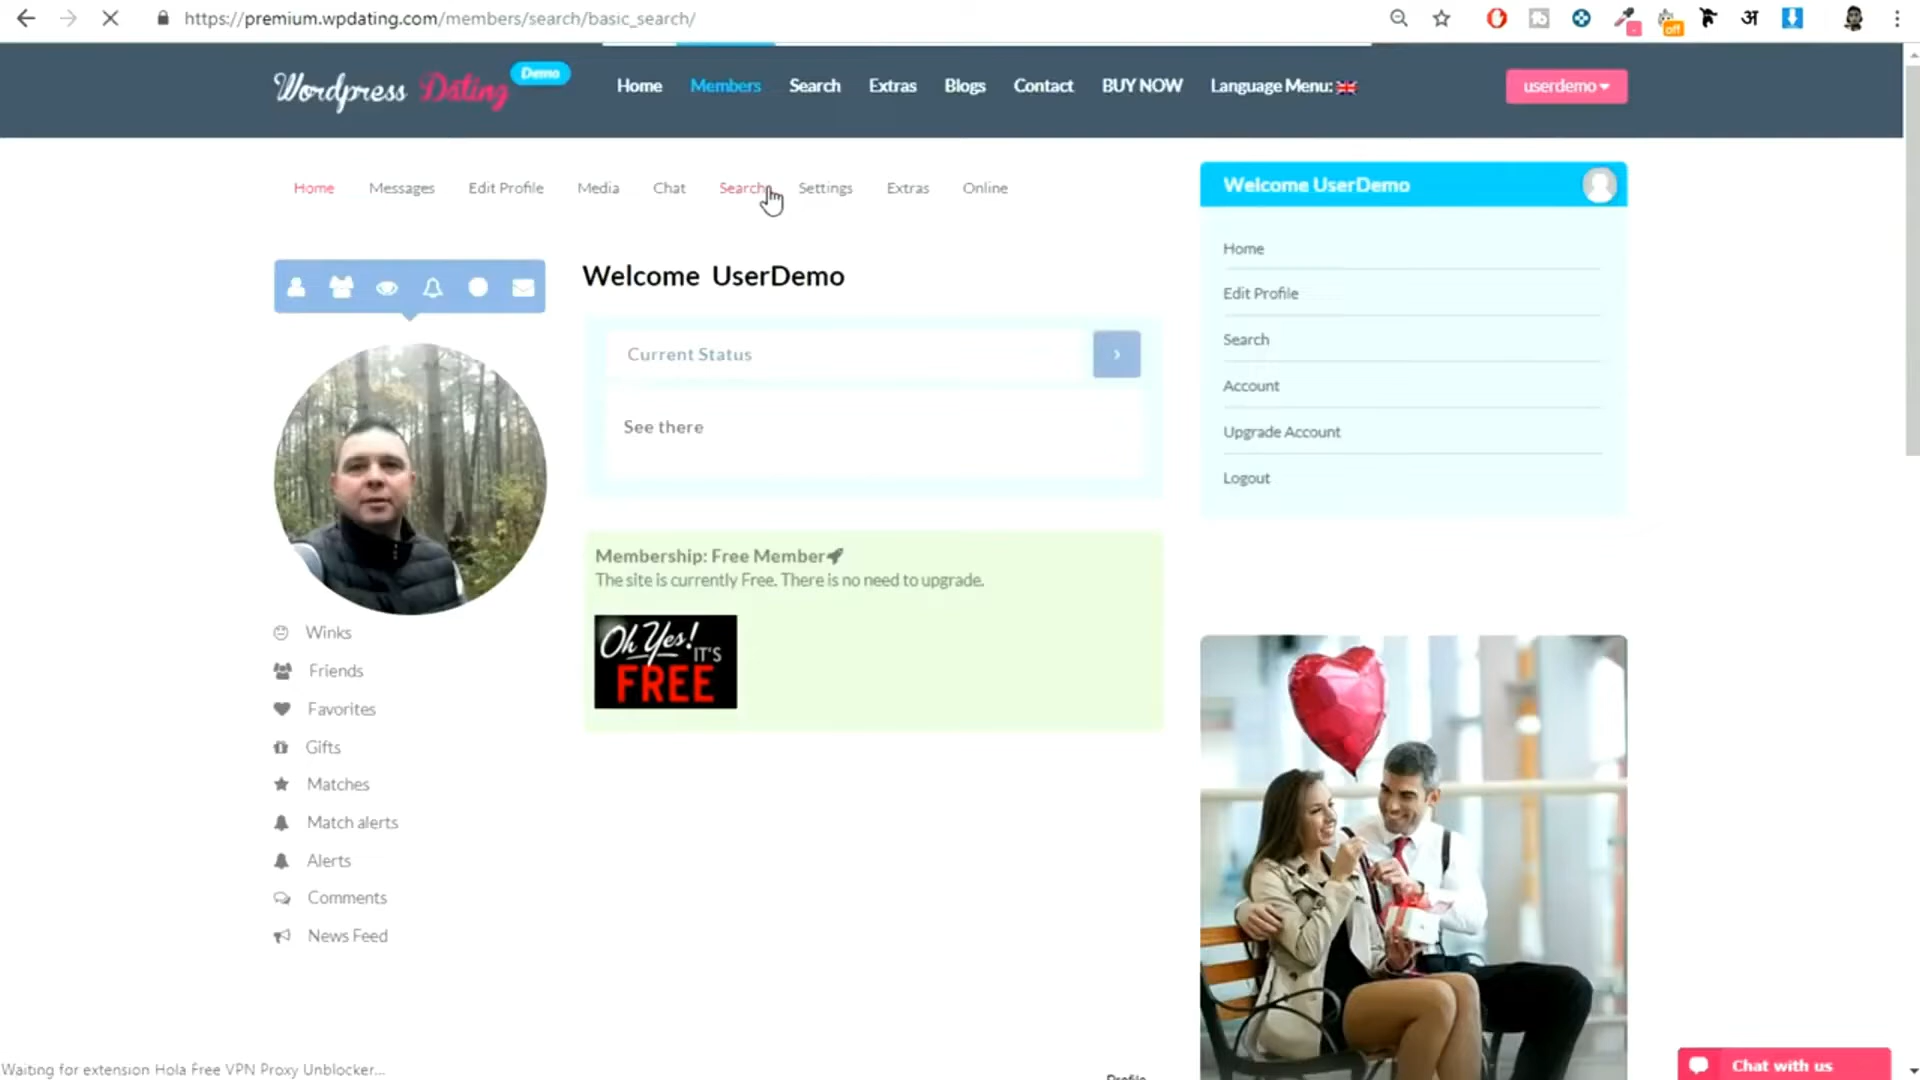 https://premium.wpdating.com/members/search/basic_search/
off
अ
Wordpress Dating Demo
Home Members Search Extras Blogs Contact BUY NOW Language Menu:
userdemo
Home Messages Edit Profile Media Chat Search Settings Extras Online
Welcome UserDemo
Home
Edit Profile
Search
Account
Upgrade Account
Logout
Welcome UserDemo
Current Status
See there
Membership: Free Member
The site is currently Free. There is no need to upgrade.
Oh Yes! IT'S
FREE
Winks
Friends
Favorites
Gifts
Matches
Match alerts
Alerts
Comments
News Feed
Profile
Chat with us
Waiting for extension Hola Free VPN Proxy Unblocker...